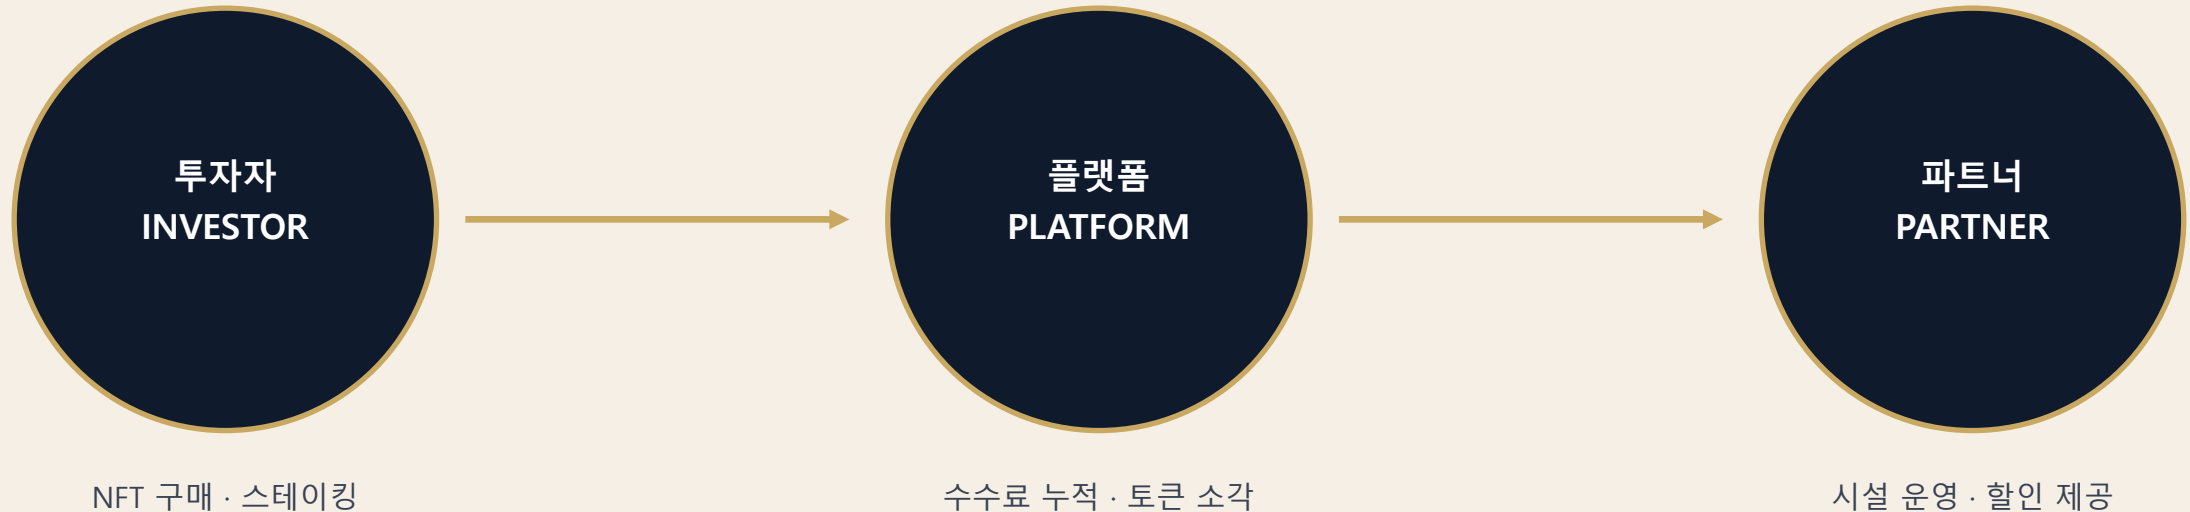 투자자
INVESTOR
플랫폼
PLATFORM
파트너
PARTNER
NFT 구매 · 스테이킹
수수료 누적 · 토큰 소각
시설 운영 · 할인 제공